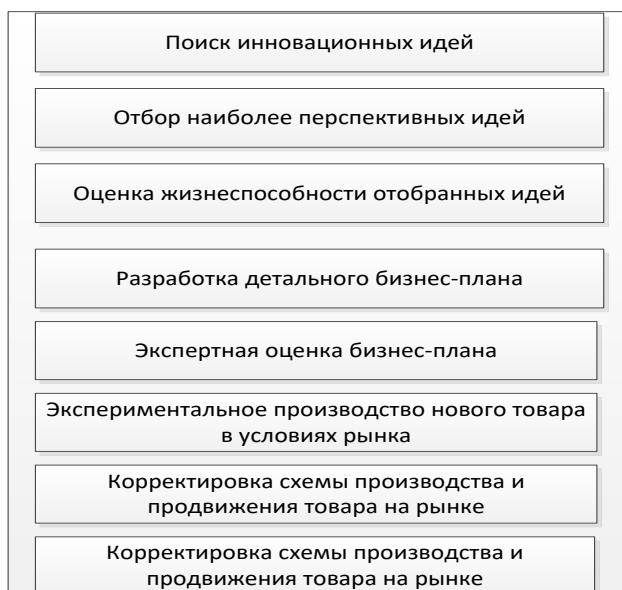 Поиск инновационных идей
Отбор наиболее перспективных идей
Оценка жизнеспособности отобранных идей
Разработка детального бизнес-плана
Экспертная оценка бизнес-плана
Экспериментальное производство нового товара
в условиях рынка
Корректировка схемы производства и
продвижения товара на рынке
Корректировка схемы производства и
продвижения товара на рынке